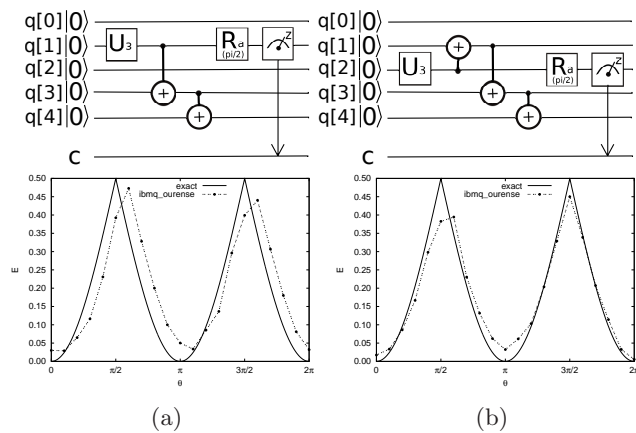 q[0]|0⟩
q[1]|0⟩ U3 Ra (pi/2) z
q[2]|0⟩
q[3]|0⟩ +
q[4]|0⟩ +
c
q[0]|0⟩
q[1]|0⟩ +
q[2]|0⟩ U3 Ra (pi/2) z
q[3]|0⟩ +
q[4]|0⟩ +
0.50
0.45
0.40
0.35
0.30
0.25
0.20
0.15
0.10
0.05
0.00
E
exact
ibmq_ourense
0 π/2 π 3π/2 2π
θ
0.50
0.45
0.40
0.35
0.30
0.25
0.20
0.15
0.10
0.05
0.00
E
exact
ibmq_ourense
0 π/2 π 3π/2 2π
θ
(a) (b)